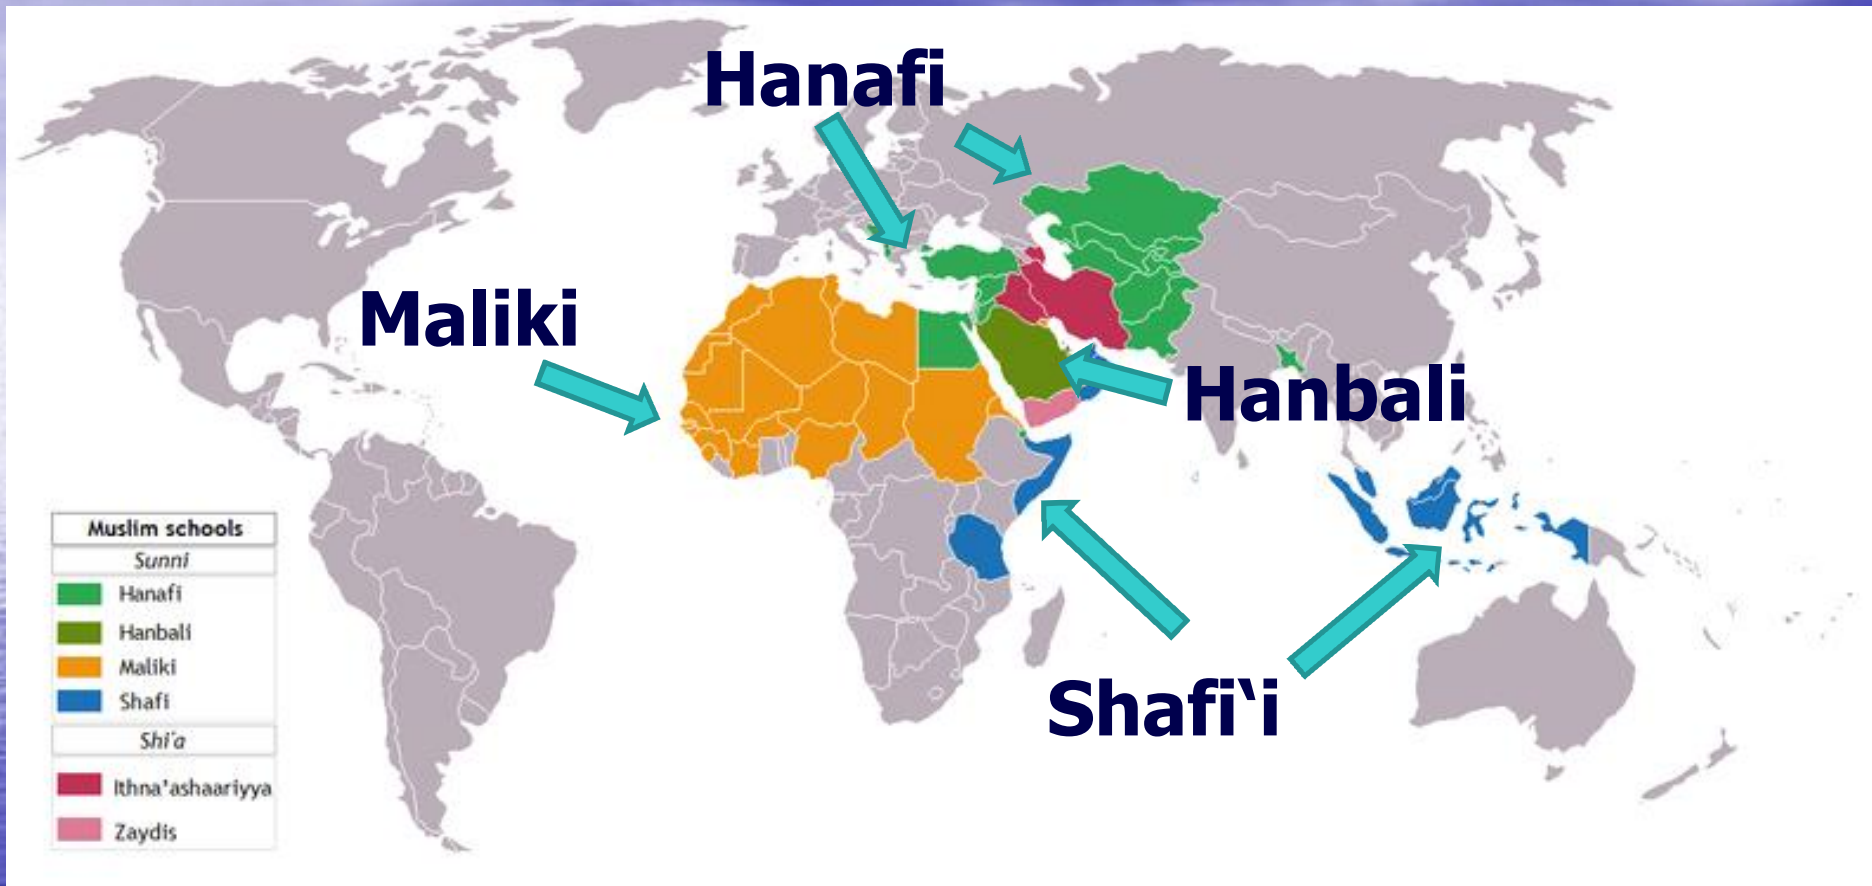 Hanafi
Maliki
Hanbali
Shafi‘i
Muslim schools
Sunni
Hanafi
Hanbali
Maliki
Shafi
Shi'a
Ithna'ashaariyya
Zaydis